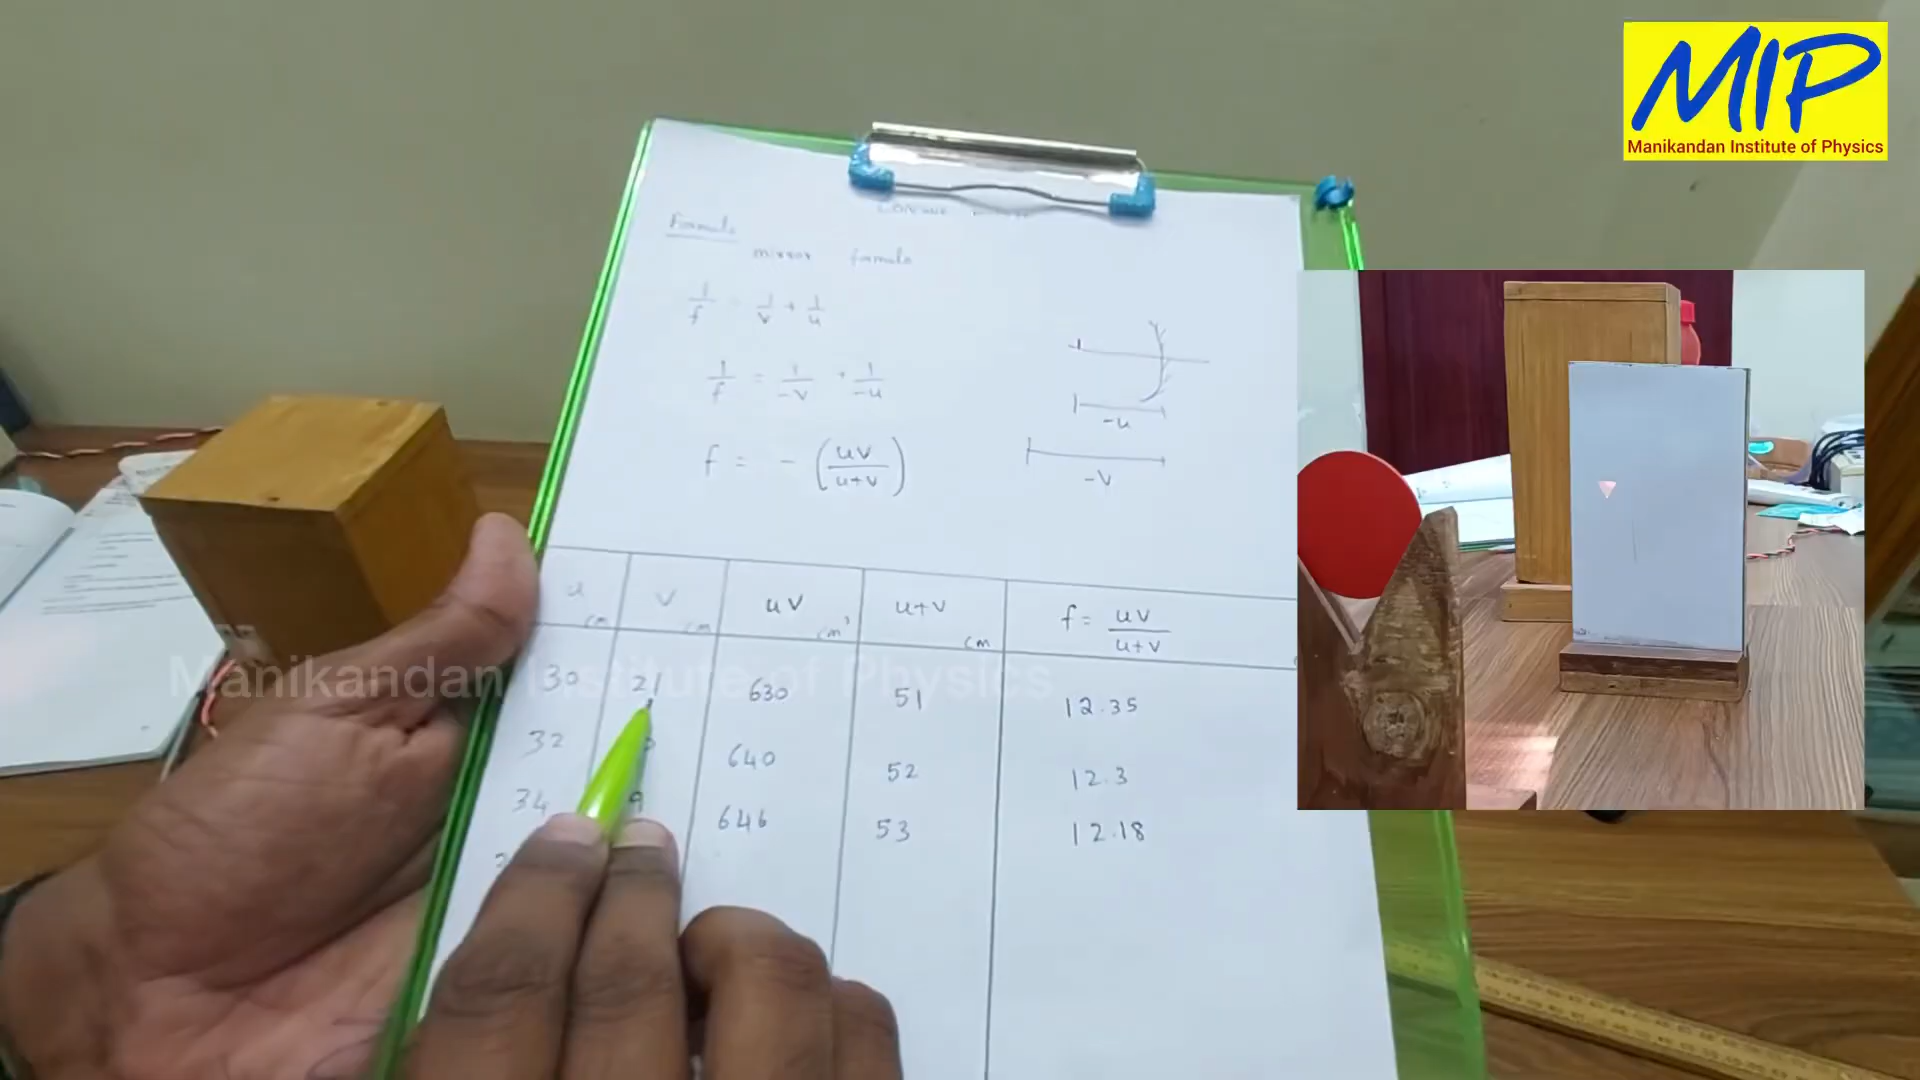 MIP
Manikandan Institute of Physics
Formula
mirror formula
1/f = 1/v + 1/u
1/f = 1/-v + 1/-u
f = - (uv/u+v)
-u
-v
u cm v cm uv cm² u+v cm f = uv/u+v
30 21 630 51 12.35
32 640 52 12.3
34 9 646 53 12.18
Manikandan Institute of Physics